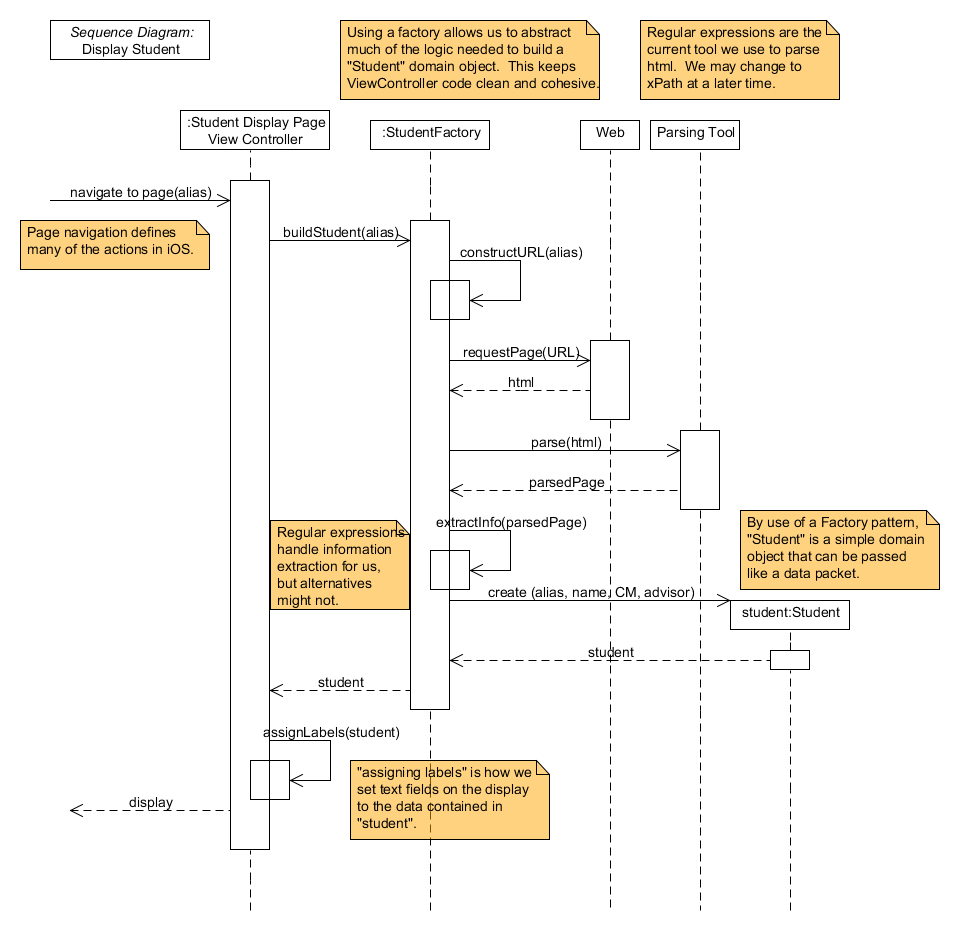 Sequence Diagram:
Display Student
Using a factory allows us to abstract
much of the logic needed to build a
"Student" domain object.  This keeps
ViewController code clean and cohesive.
Regular expressions are the
current tool we use to parse
html.  We may change to
xPath at a later time.
:Student Display Page
View Controller
:StudentFactory
Web
Parsing Tool
navigate to page(alias)
Page navigation defines
many of the actions in iOS.
buildStudent(alias)
constructURL(alias)
requestPage(URL)
html
parse(html)
parsedPage
extractInfo(parsedPage)
Regular expressions
handle information
extraction for us,
but alternatives
might not.
By use of a Factory pattern,
"Student" is a simple domain
object that can be passed
like a data packet.
create (alias, name, CM, advisor)
student:Student
student
student
assignLabels(student)
"assigning labels" is how we
set text fields on the display
to the data contained in
"student".
display